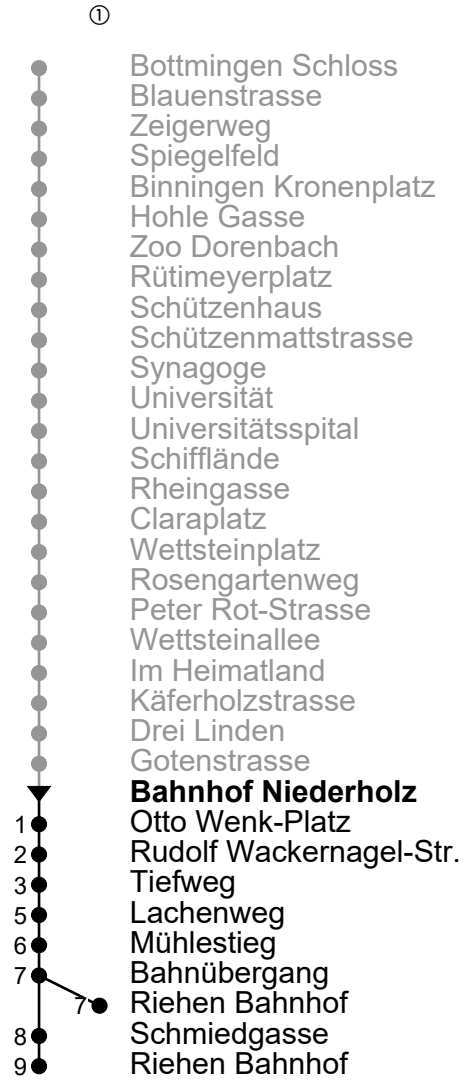 ①
Bottmingen Schloss
Blauenstrasse
Zeigerweg
Spiegelfeld
Binningen Kronenplatz
Hohle Gasse
Zoo Dorenbach
Rütimeyerplatz
Schützenhaus
Schützenmattstrasse
Synagoge
Universität
Universitätsspital
Schifflände
Rheingasse
Claraplatz
Wettsteinplatz
Rosengartenweg
Peter Rot-Strasse
Wettsteinallee
Im Heimatland
Käferholzstrasse
Drei Linden
Gotenstrasse
Bahnhof Niederholz
1 Otto Wenk-Platz
2 Rudolf Wackernagel-Str.
3 Tiefweg
5 Lachenweg
6 Mühlestieg
7 Bahnübergang
7 Riehen Bahnhof
8 Schmiedgasse
9 Riehen Bahnhof